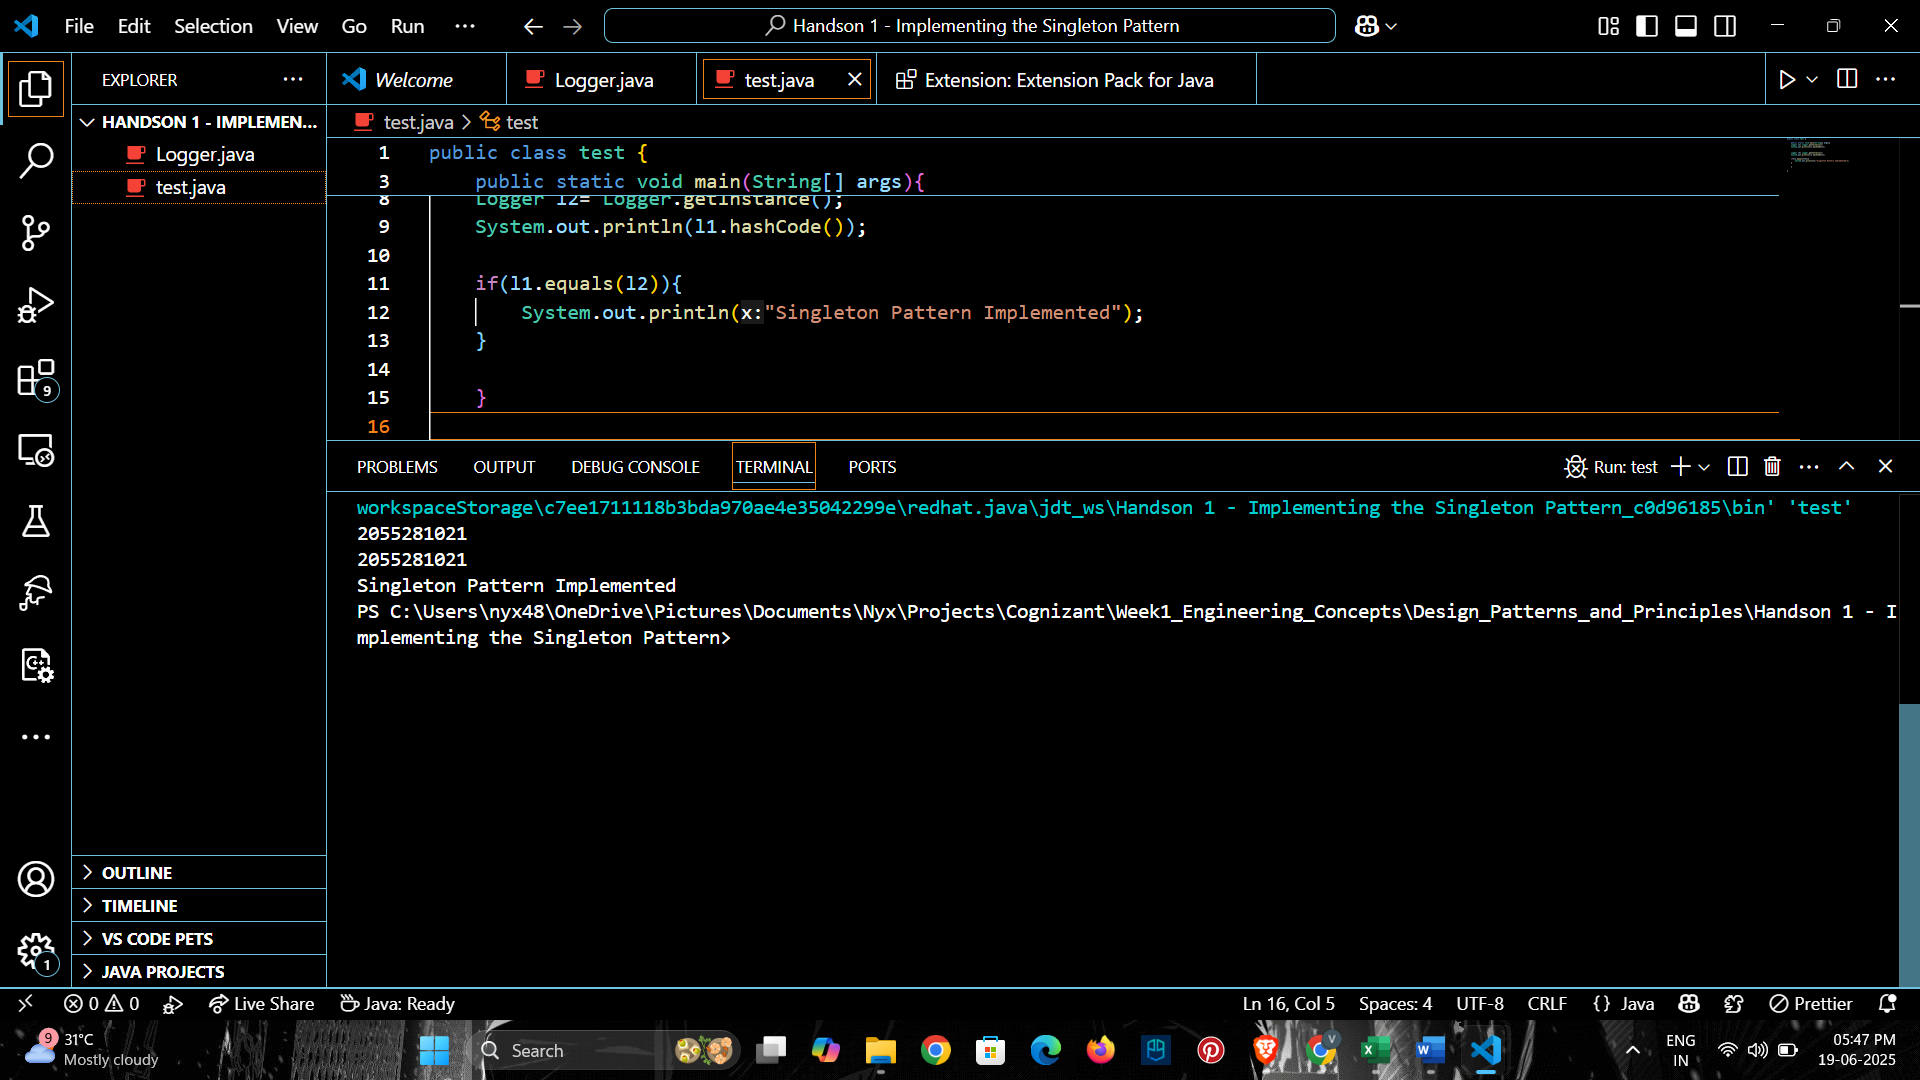 File Edit Selection View Go Run ··· Handson 1 - Implementing the Singleton Pattern
EXPLORER
Welcome Logger.java test.java Extension: Extension Pack for Java
HANDSON 1 - IMPLEMEN...
Logger.java
test.java
test.java > test
1 public class test {
3 public static void main(String[] args){
8 Logger l2= Logger.getInstance();
9 System.out.println(l1.hashCode());
10
11 if(l1.equals(l2)){
12 System.out.println(x:"Singleton Pattern Implemented");
13 }
14
15 }
16
PROBLEMS OUTPUT DEBUG CONSOLE TERMINAL PORTS Run: test
workspaceStorage\c7ee1711118b3bda970ae4e35042299e\redhat.java\jdt_ws\Handson 1 - Implementing the Singleton Pattern_c0d96185\bin' 'test'
2055281021
2055281021
Singleton Pattern Implemented
PS C:\Users\nyx48\OneDrive\Pictures\Documents\Nyx\Projects\Cognizant\Week1_Engineering_Concepts\Design_Patterns_and_Principles\Handson 1 - I
mplementing the Singleton Pattern>
9
OUTLINE
TIMELINE
VS CODE PETS
JAVA PROJECTS
1
0 0 Live Share Java: Ready Ln 16, Col 5 Spaces: 4 UTF-8 CRLF {} Java Prettier
9 31°C
Mostly cloudy
Search
ENG
IN
05:47 PM
19-06-2025